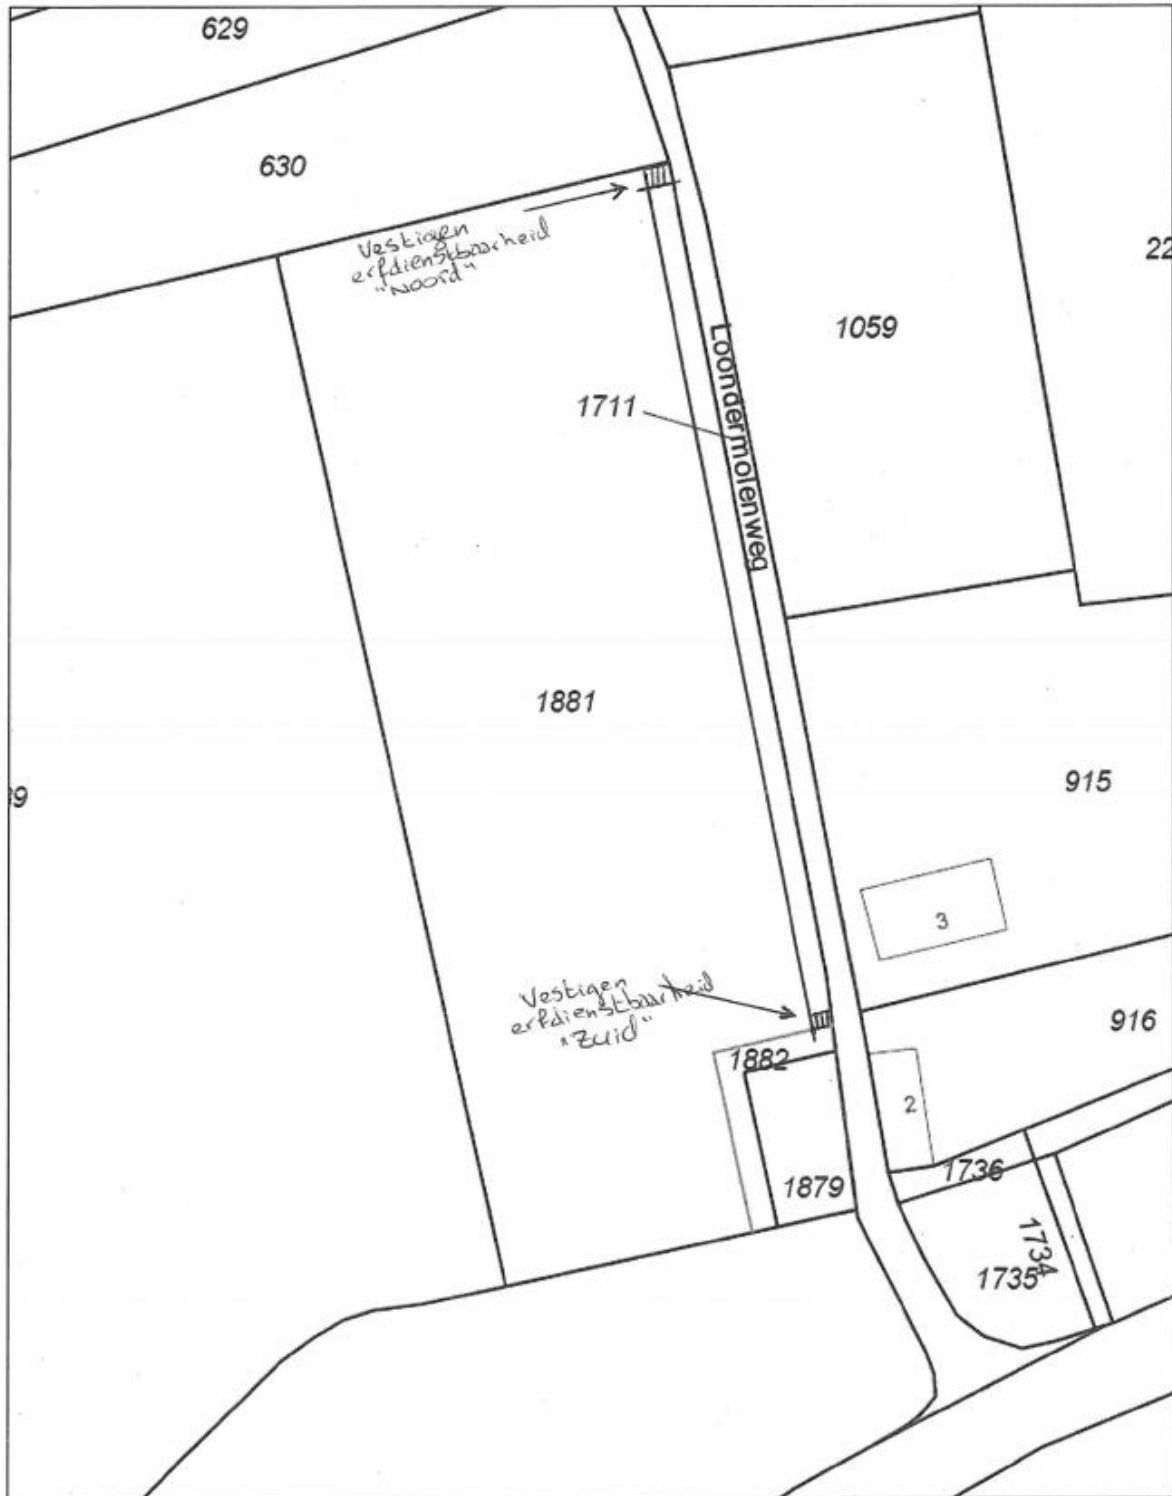 629
630
Vestigen
erfdienstbaarheid
"Noord"
22
1059
1711
Loondermolenweg
1881
915
39
3
Vestigen
erfdienstbaarheid
"Zuid"
916
1882
2
1736
1879
1734
1735